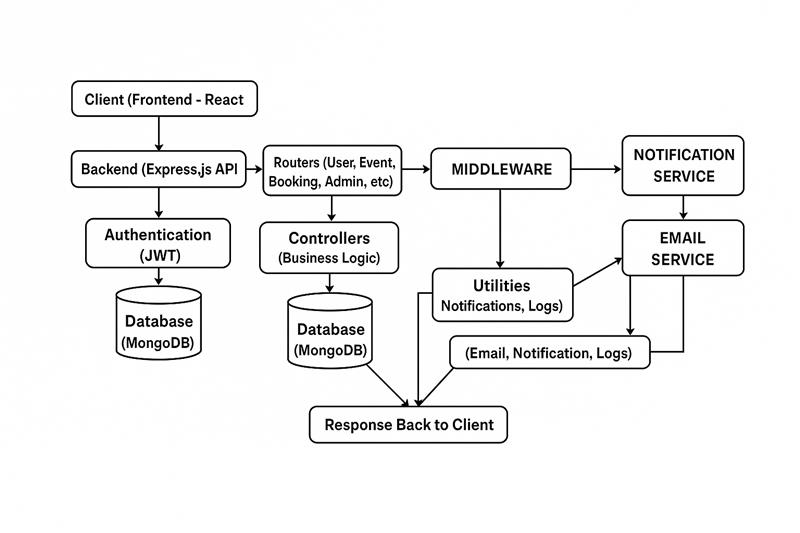 Client (Frontend - React
Backend (Express,js API
Routers (User, Event,
Booking, Admin, etc)
MIDDLEWARE
NOTIFICATION
SERVICE
Authentication
(JWT)
Controllers
(Business Logic)
EMAIL
SERVICE
Utilities
Notifications, Logs)
Database
(MongoDB)
Database
(MongoDB)
(Email, Notification, Logs)
Response Back to Client